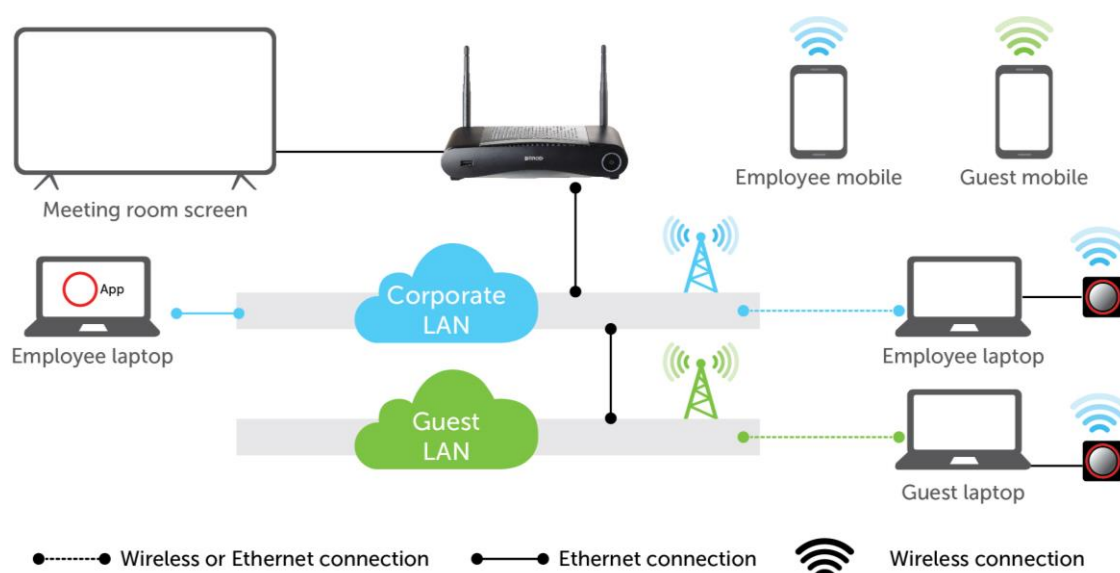 Meeting room screen
Employee mobile
Guest mobile
App
Employee laptop
Corporate
LAN
Employee laptop
Guest
LAN
Guest laptop
Wireless or Ethernet connection
Ethernet connection
Wireless connection